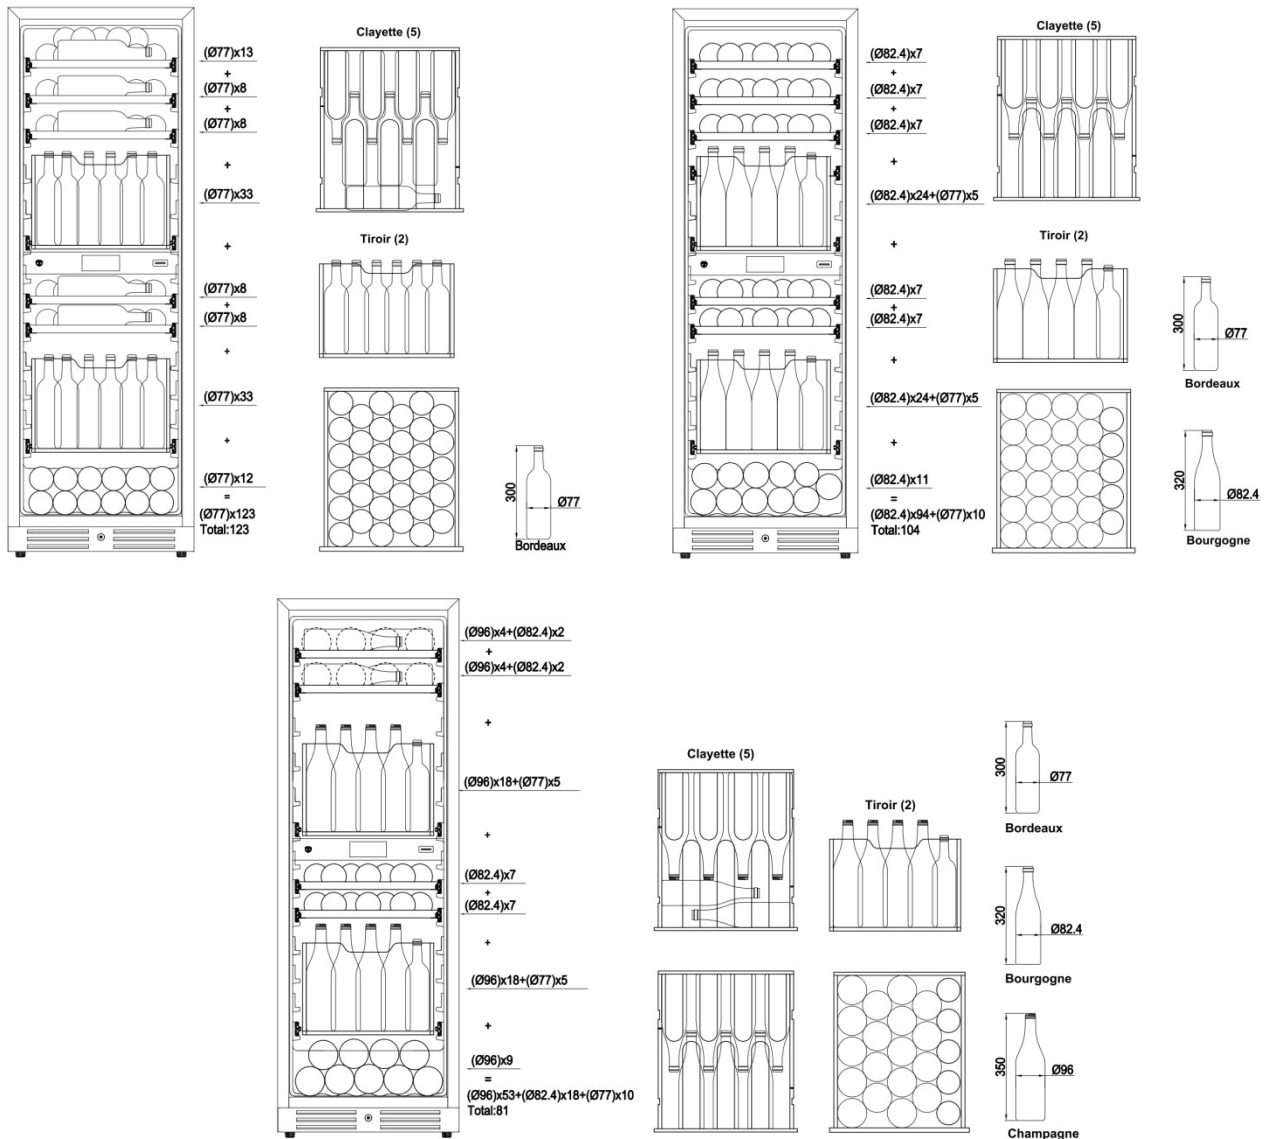 (Ø77)x13
+
(Ø77)x8
+
(Ø77)x8
+
(Ø77)x33
+
(Ø77)x8
+
(Ø77)x8
+
(Ø77)x33
+
(Ø77)x12
=
(Ø77)x123
Total:123
Clayette (5)
Tiroir (2)
300
Ø77
Bordeaux
(Ø82.4)x7
+
(Ø82.4)x7
+
(Ø82.4)x7
+
(Ø82.4)x24+(Ø77)x5
+
(Ø82.4)x7
+
(Ø82.4)x7
+
(Ø82.4)x24+(Ø77)x5
+
(Ø82.4)x11
=
(Ø82.4)x94+(Ø77)x10
Total:104
Clayette (5)
Tiroir (2)
300
Ø77
Bordeaux
320
Ø82.4
Bourgogne
(Ø96)x4+(Ø82.4)x2
+
(Ø96)x4+(Ø82.4)x2
+
(Ø96)x18+(Ø77)x5
+
(Ø82.4)x7
+
(Ø82.4)x7
+
(Ø96)x18+(Ø77)x5
+
(Ø96)x9
=
(Ø96)x53+(Ø82.4)x18+(Ø77)x10
Total:81
Clayette (5)
Tiroir (2)
300
Ø77
Bordeaux
320
Ø82.4
Bourgogne
350
Ø96
Champagne